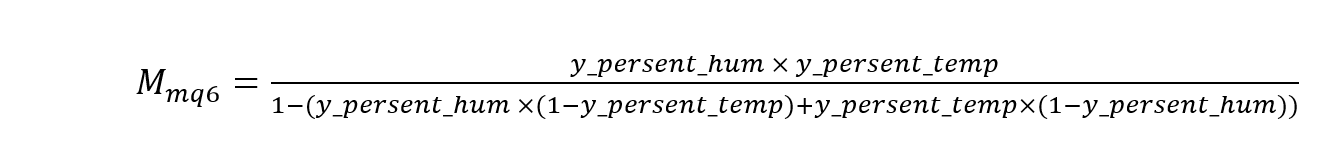 M_mq6 = y_persent_hum × y_persent_temp
1−(y_persent_hum ×(1−y_persent_temp)+y_persent_temp×(1−y_persent_hum))